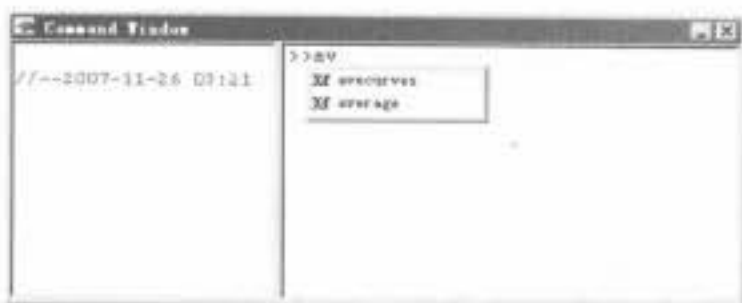 Command Window
//--2007-11-26 03:21
>>av
M avecurves
M average